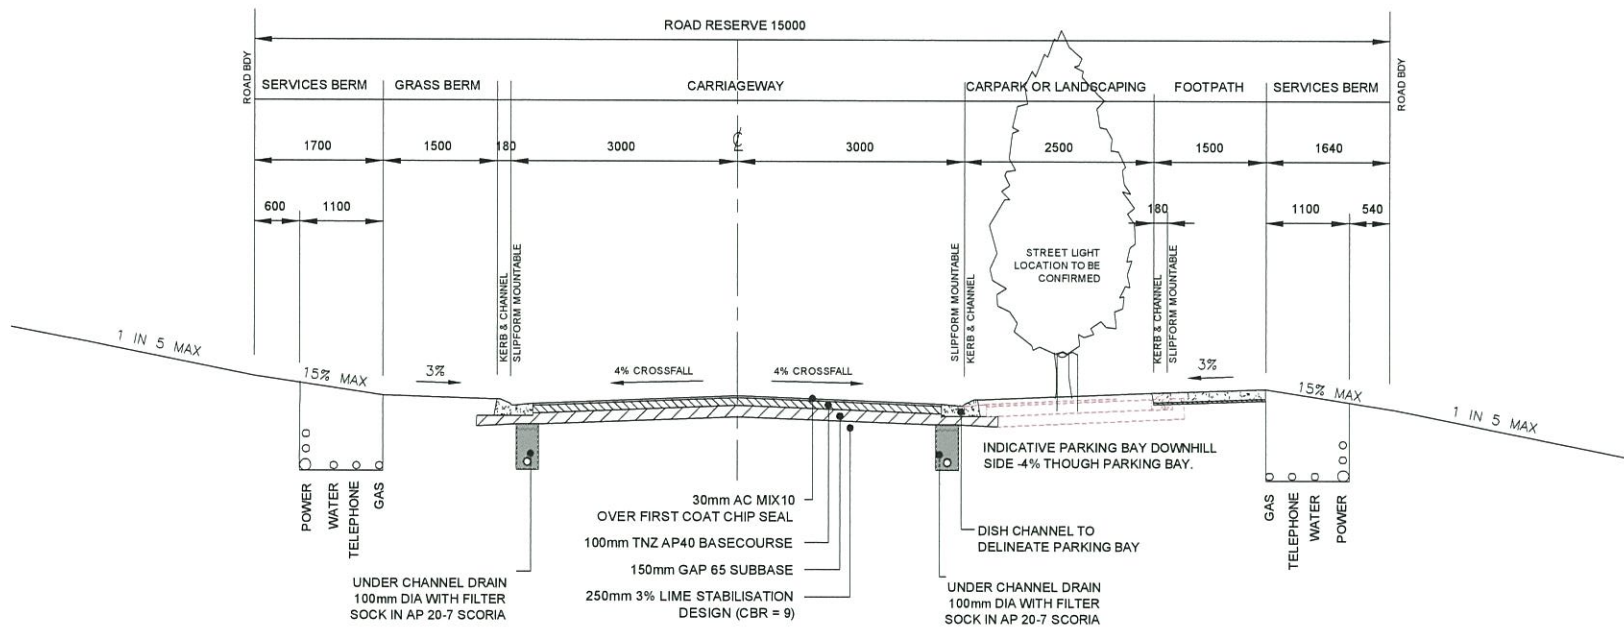 ROAD RESERVE 15000
ROAD BDY
SERVICES BERM
GRASS BERM
CARRIAGEWAY
CARPARK OR LANDSCAPING
FOOTPATH
SERVICES BERM
ROAD BDY
℄
1700
1500
180
3000
3000
2500
1500
1640
600
1100
180
1100
540
KERB & CHANNEL
SLIPFORM MOUNTABLE
SLIPFORM MOUNTABLE
KERB & CHANNEL
STREET LIGHT
LOCATION TO BE
CONFIRMED
KERB & CHANNEL
SLIPFORM MOUNTABLE
1 IN 5 MAX
15% MAX
3%
4% CROSSFALL
4% CROSSFALL
3%
15% MAX
1 IN 5 MAX
INDICATIVE PARKING BAY DOWNHILL
SIDE -4% THOUGH PARKING BAY.
POWER
WATER
TELEPHONE
GAS
30mm AC MIX10
OVER FIRST COAT CHIP SEAL
100mm TNZ AP40 BASECOURSE
150mm GAP 65 SUBBASE
250mm 3% LIME STABILISATION
DESIGN (CBR = 9)
DISH CHANNEL TO
DELINEATE PARKING BAY
GAS
TELEPHONE
WATER
POWER
UNDER CHANNEL DRAIN
100mm DIA WITH FILTER
SOCK IN AP 20-7 SCORIA
UNDER CHANNEL DRAIN
100mm DIA WITH FILTER
SOCK IN AP 20-7 SCORIA